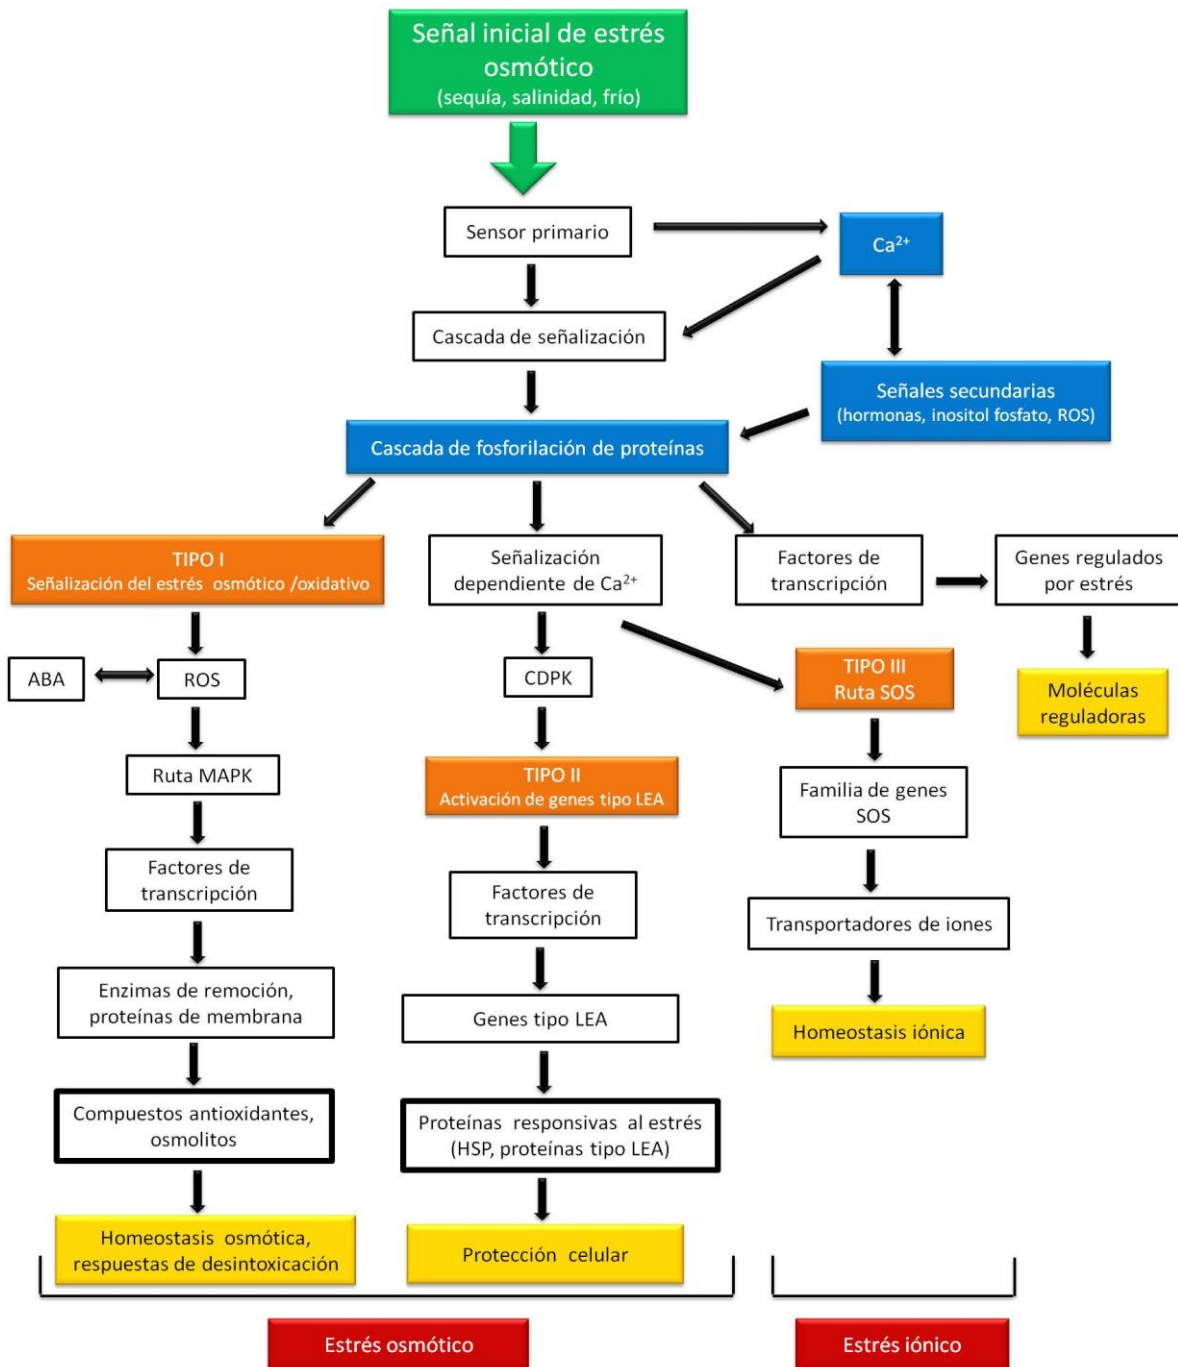 Señal inicial de estrés
osmótico
(sequía, salinidad, frío)
Sensor primario
Ca²⁺
Cascada de señalización
Señales secundarias
(hormonas, inositol fosfato, ROS)
Cascada de fosforilación de proteínas
TIPO I
Señalización del estrés osmótico /oxidativo
Señalización
dependiente de Ca²⁺
Factores de
transcripción
Genes regulados
por estrés
ABA
ROS
CDPK
TIPO III
Ruta SOS
Moléculas
reguladoras
Ruta MAPK
TIPO II
Activación de genes tipo LEA
Familia de genes
SOS
Factores de
transcripción
Factores de
transcripción
Transportadores de iones
Enzimas de remoción,
proteínas de membrana
Genes tipo LEA
Homeostasis iónica
Compuestos antioxidantes,
osmolitos
Proteínas responsivas al estrés
(HSP, proteínas tipo LEA)
Homeostasis osmótica,
respuestas de desintoxicación
Protección celular
Estrés osmótico
Estrés iónico